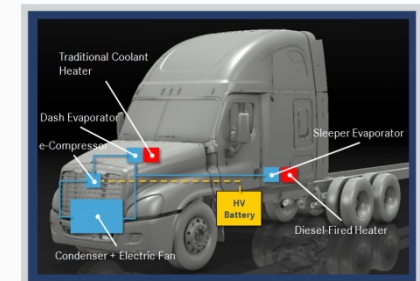 Traditional Coolant
Heater
Dash Evaporator
e-Compressor
Sleeper Evaporator
HV
Battery
Diesel-Fired Heater
Condenser + Electric Fan